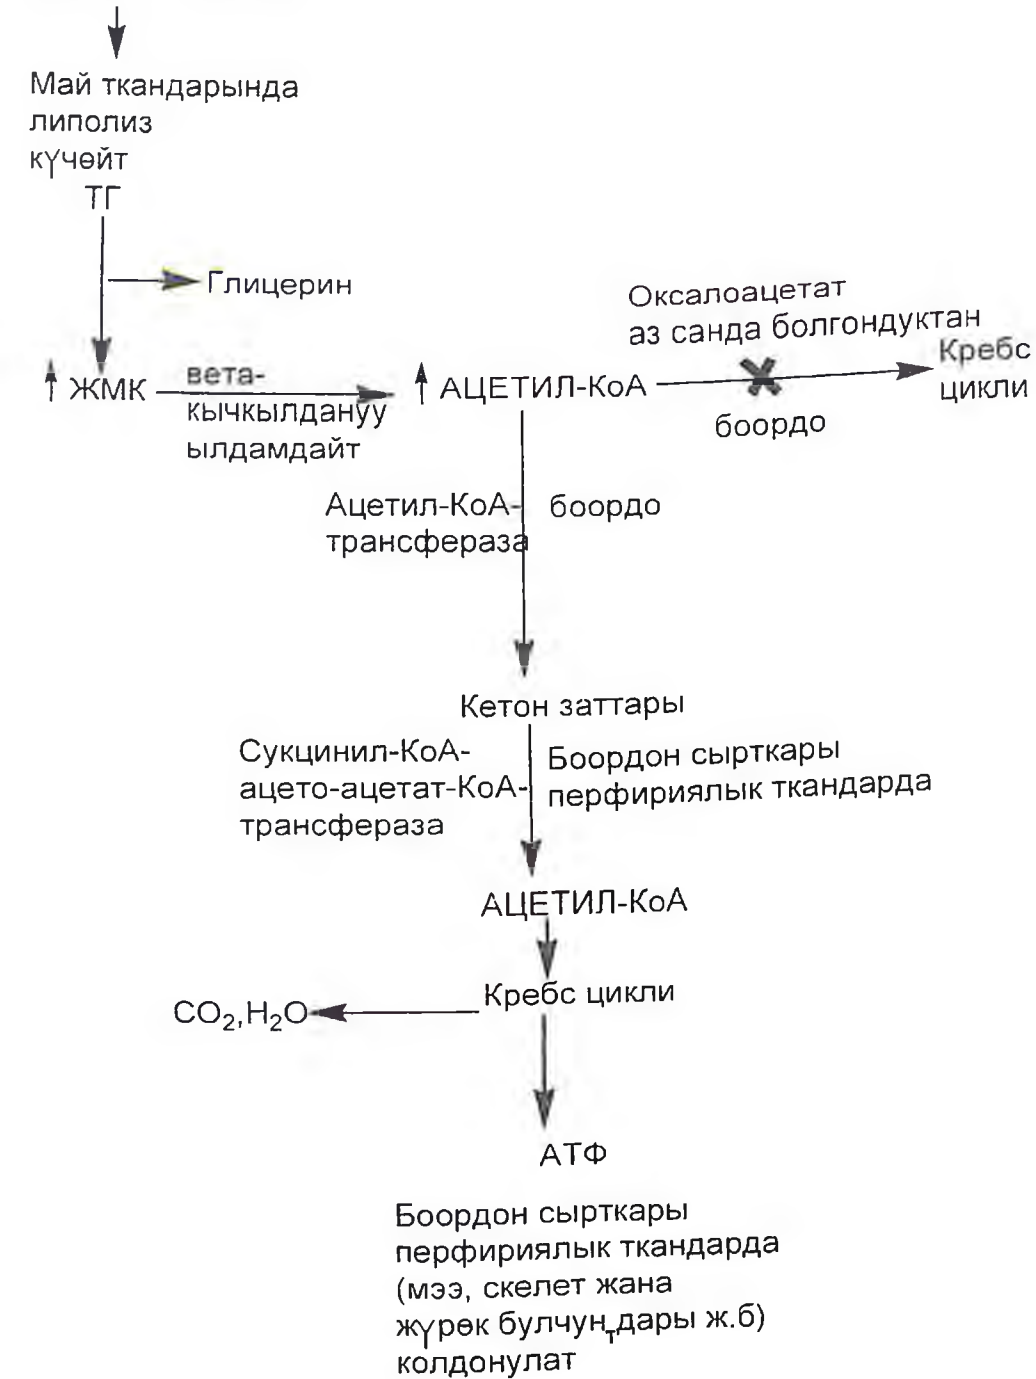 Май ткандарында
липолиз
күчөйт
ТГ
Глицерин
Оксалоацетат
аз санда болгондуктан
↑ ЖМК
вета-
кычкылдануу
ылдамдайт
↑ АЦЕТИЛ-КоА
боордо
Кребс
цикли
Ацетил-КоА-
трансфераза
боордо
Кетон заттары
Сукцинил-КоА-
ацето-ацетат-КоА-
трансфераза
Боордон сырткары
перфириялык ткандарда
АЦЕТИЛ-КоА
Кребс цикли
CO₂,H₂O
АТФ
Боордон сырткары
перфириялык ткандарда
(мээ, скелет жана
жүрөк булчуңтдары ж.б)
колдонулат